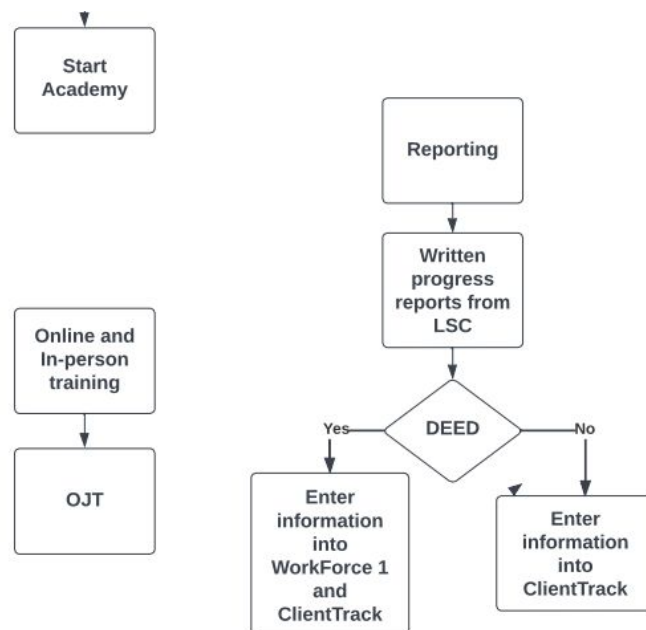 Start
Academy
Reporting
Written
progress
reports from
LSC
Online and
In-person
training
DEED
Yes
No
OJT
Enter
information
into
WorkForce 1
and
ClientTrack
Enter
information
into
ClientTrack